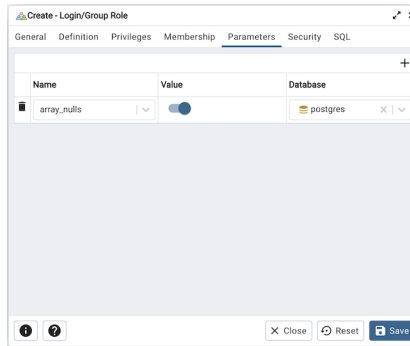 Create - Login/Group Role
General Definition Privileges Membership Parameters Security SQL
Name Value Database
array_nulls postgres
Close Reset Save